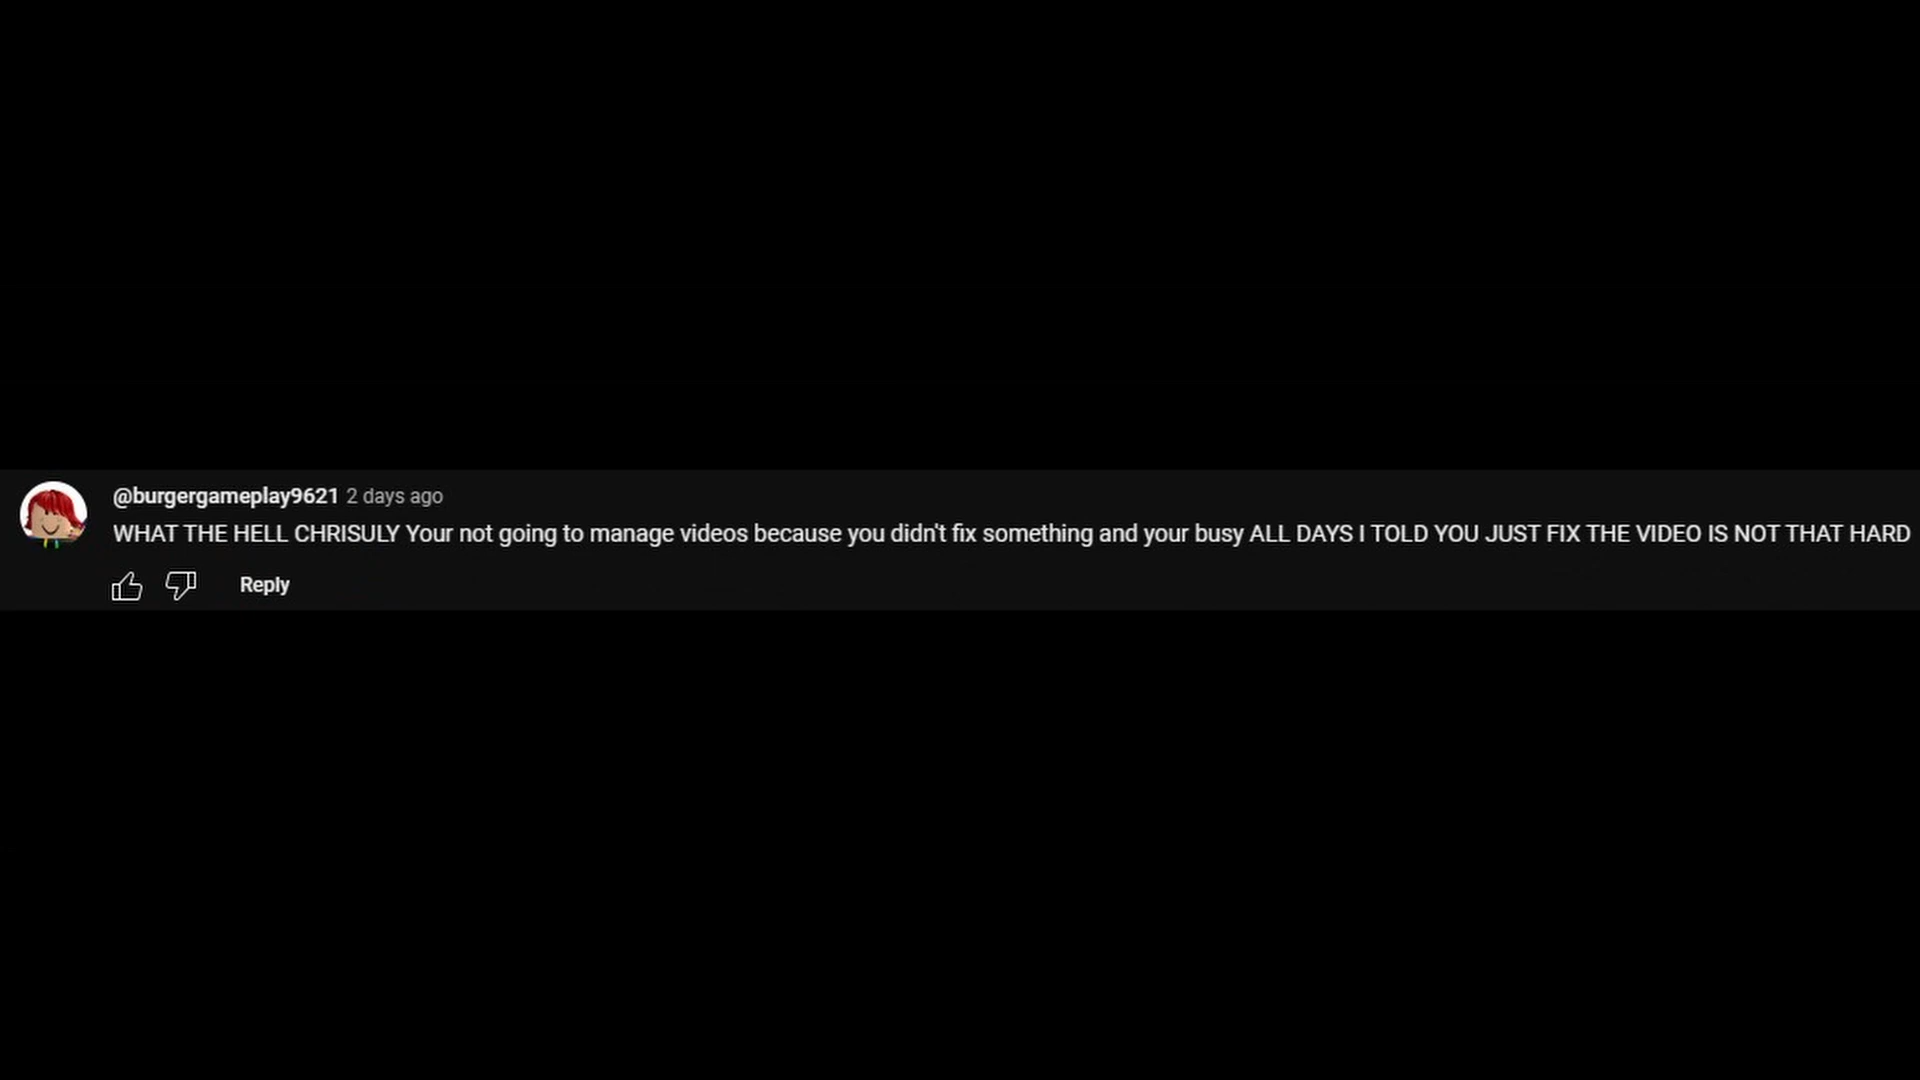 @burgergameplay9621 2 days ago
WHAT THE HELL CHRISULY Your not going to manage videos because you didn't fix something and your busy ALL DAYS I TOLD YOU JUST FIX THE VIDEO IS NOT THAT HARD
Reply